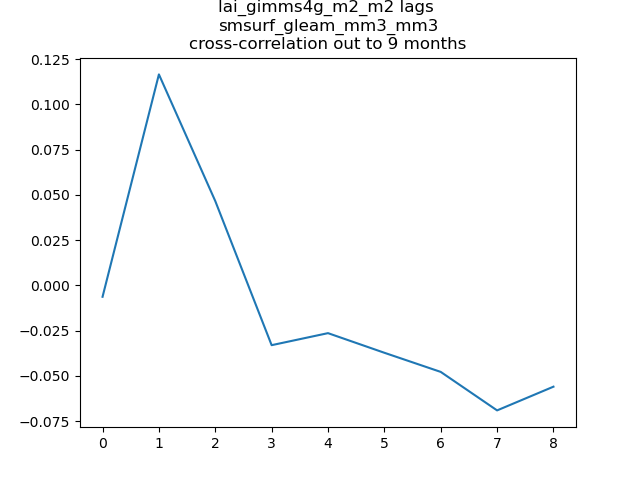 lai_gimms4g_m2_m2 lags
smsurf_gleam_mm3_mm3
cross-correlation out to 9 months
0.125
0.100
0.075
0.050
0.025
0.000
−0.025
−0.050
−0.075
0 1 2 3 4 5 6 7 8